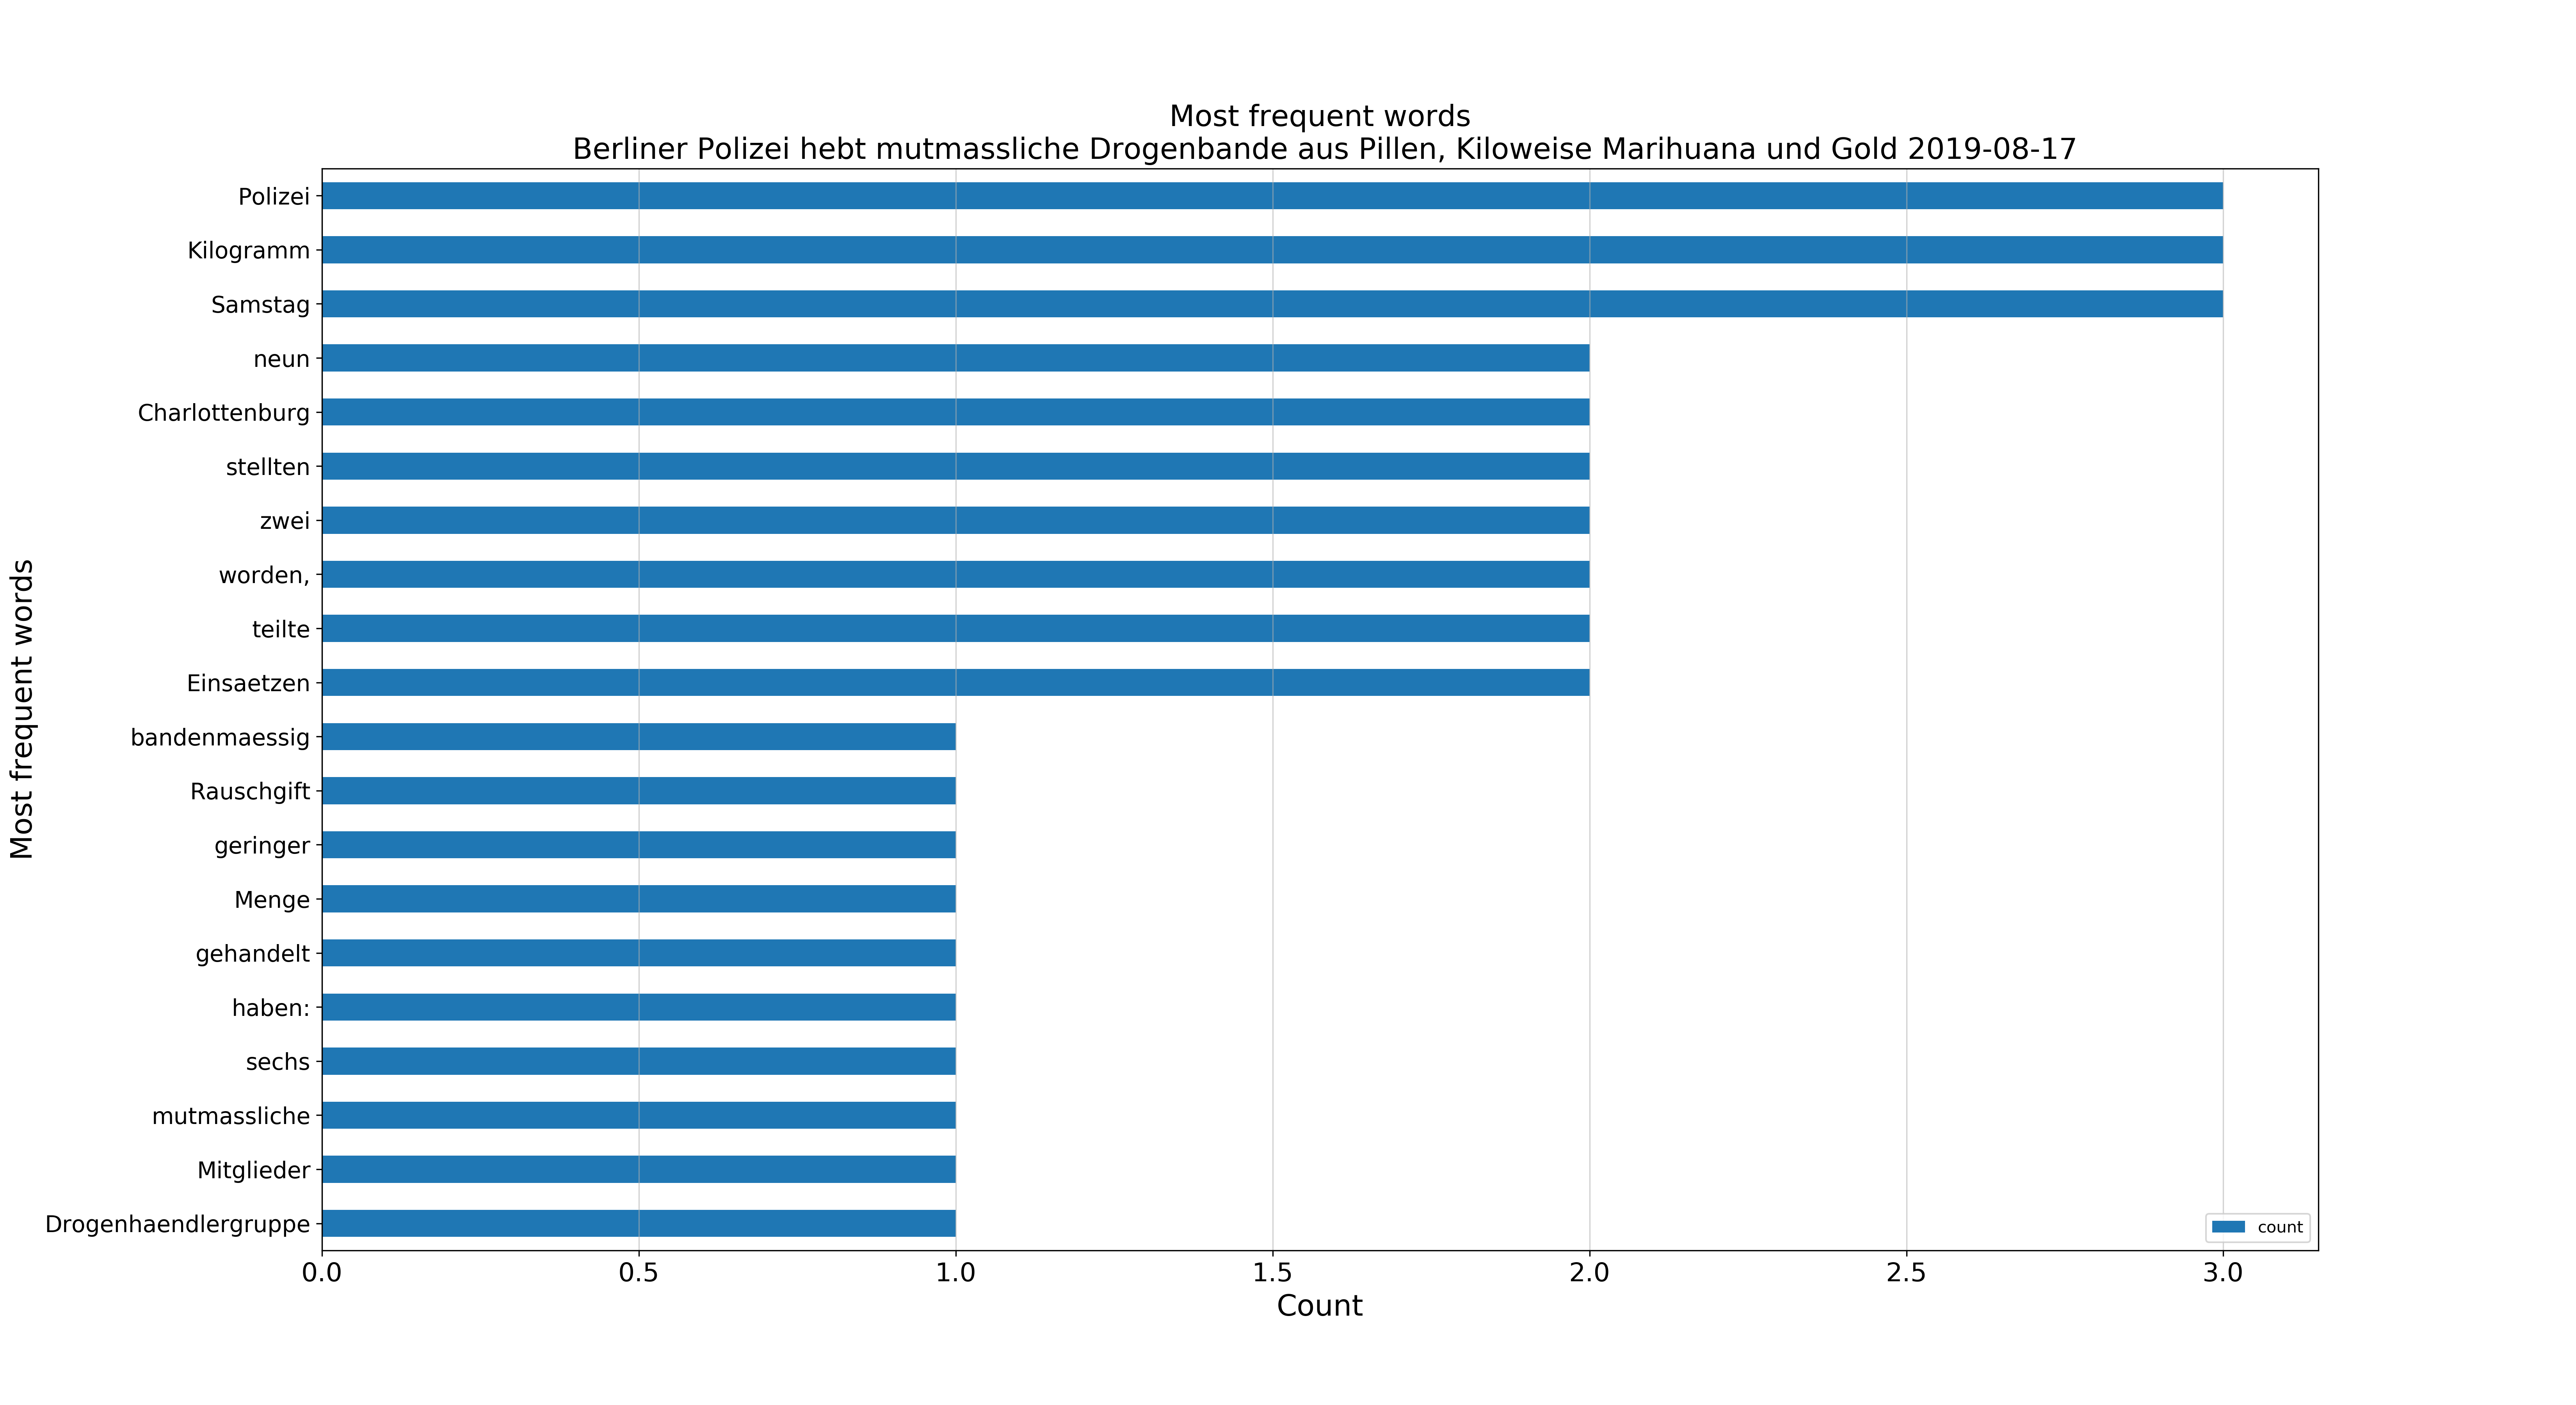 Most frequent words
Berliner Polizei hebt mutmassliche Drogenbande aus Pillen, Kiloweise Marihuana und Gold 2019-08-17
Most frequent words
Polizei
Kilogramm
Samstag
neun
Charlottenburg
stellten
zwei
worden,
teilte
Einsaetzen
bandenmaessig
Rauschgift
geringer
Menge
gehandelt
haben:
sechs
mutmassliche
Mitglieder
Drogenhaendlergruppe
count
0.0 0.5 1.0 1.5 2.0 2.5 3.0
Count